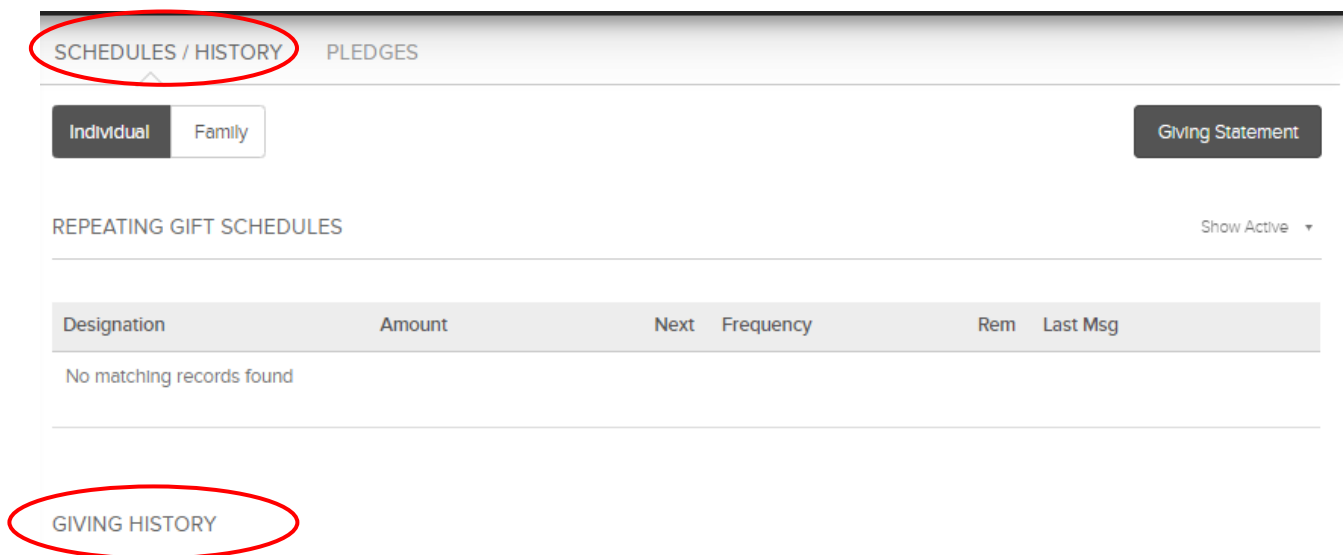 SCHEDULES / HISTORY PLEDGES
Individual Family Giving Statement
REPEATING GIFT SCHEDULES Show Active
Designation Amount Next Frequency Rem Last Msg
No matching records found
GIVING HISTORY